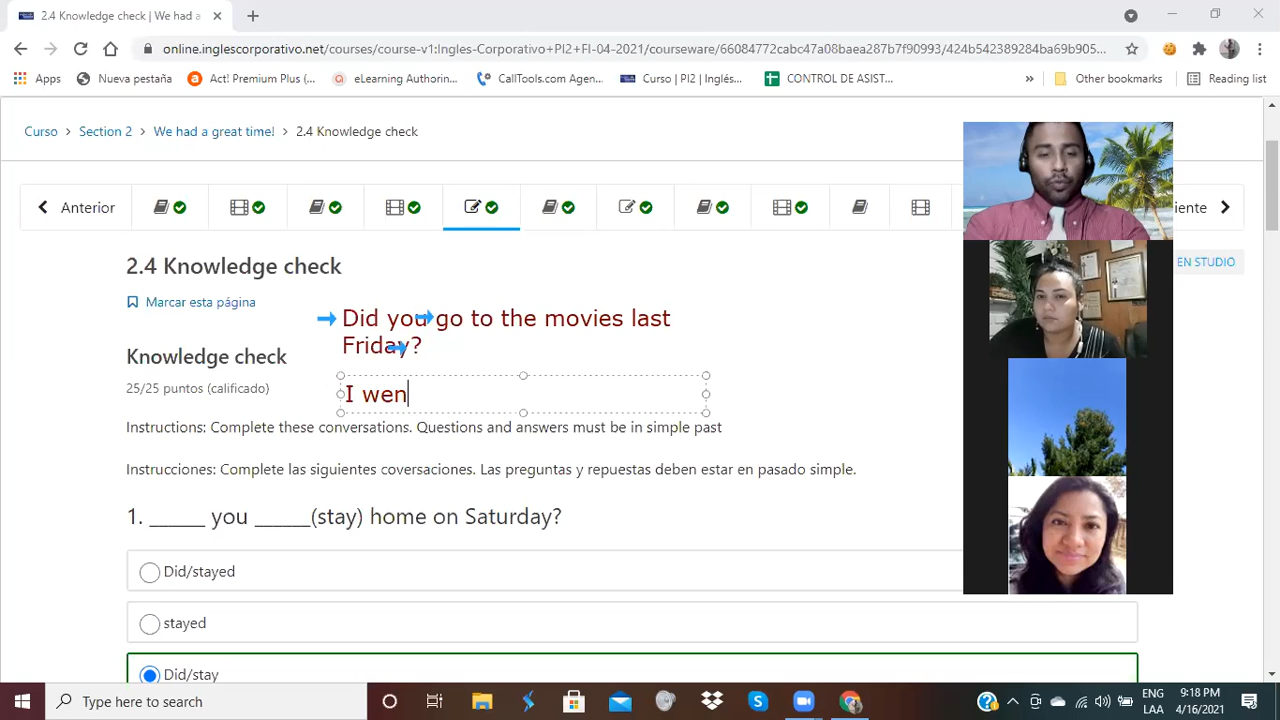 2.4 Knowledge check | We had a
online.inglescorporativo.net/courses/course-v1:Ingles-Corporativo+PI2+FI-04-2021/courseware/66084772cabc47a08baea287b7f90993/424b542389284ba69b905...
Apps Nueva pestaña Act! Premium Plus (... eLearning Authorin... CallTools.com Agen... Curso | PI2 | Inglés... CONTROL DE ASIST... » Other bookmarks Reading list
Curso > Section 2 > We had a great time! > 2.4 Knowledge check
Anterior iente
2.4 Knowledge check
EN STUDIO
Marcar esta página
Did you go to the movies last
Friday?
Knowledge check
25/25 puntos (calificado)
I wen
Instructions: Complete these conversations. Questions and answers must be in simple past
Instrucciones: Complete las siguientes coversaciones. Las preguntas y repuestas deben estar en pasado simple.
1. ______ you ______(stay) home on Saturday?
Did/stayed
stayed
Did/stay
Type here to search
ENG 9:18 PM
LAA 4/16/2021